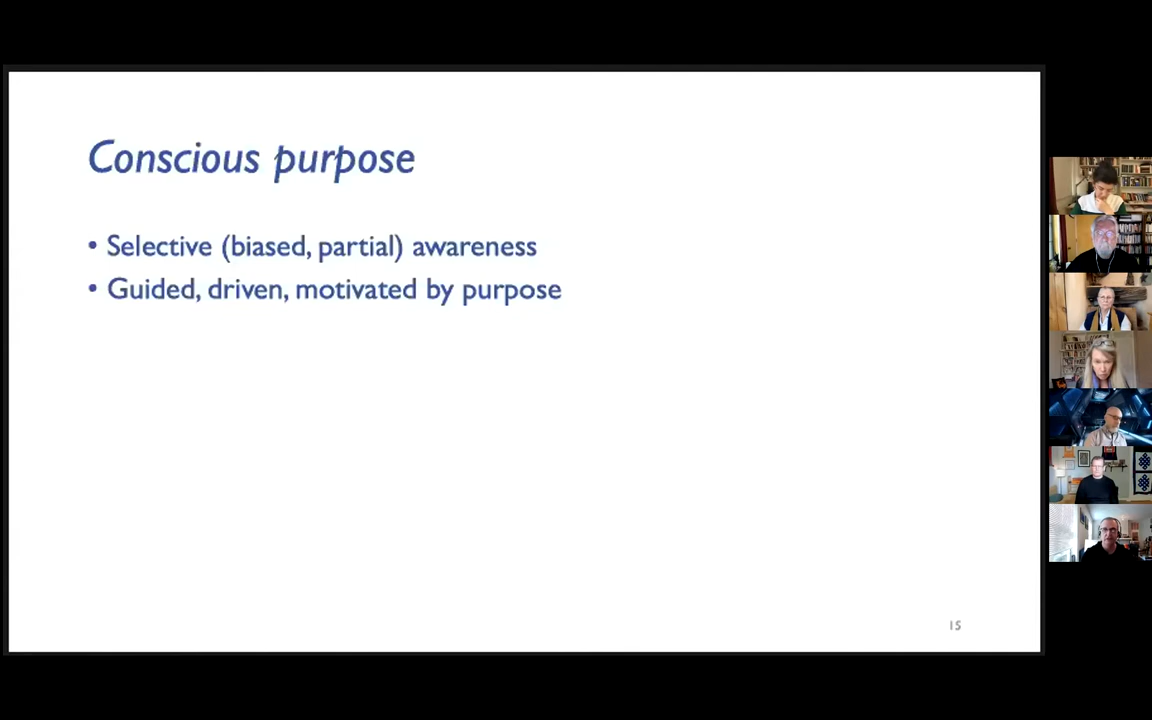 Conscious purpose
• Selective (biased, partial) awareness
• Guided, driven, motivated by purpose
15